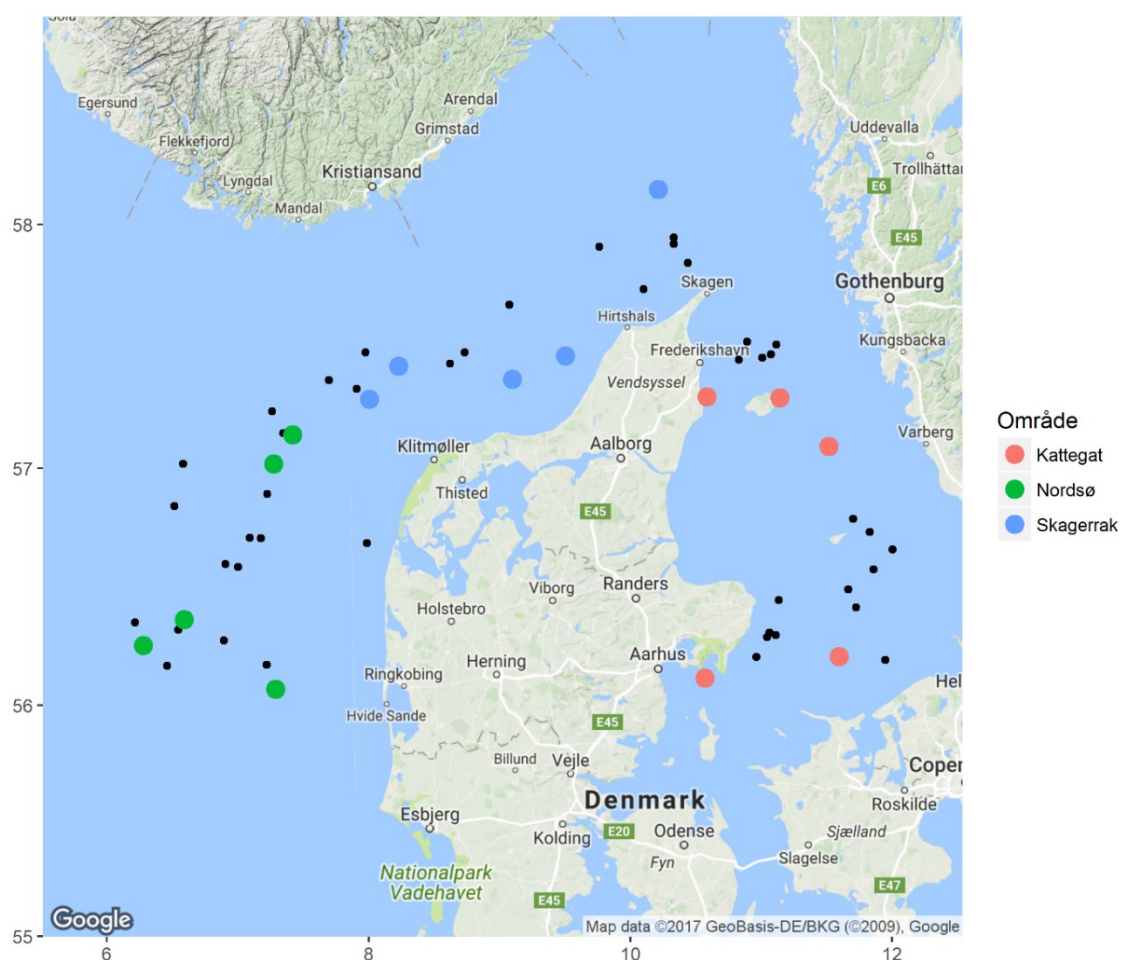 Sola
Egersund
Arendal
Grimstad
Flekkefjord
Kristiansand
Lyngdal
Mandal
Uddevalla
Trollhättan
E6
E45
58
Gothenburg
Skagen
Hirtshals
Kungsbacka
Frederikshavn
Vendsyssel
Varberg
Klitmøller
Aalborg
57
Thisted
E45
Viborg
Randers
Holstebro
Aarhus
Herning
Ringkobing
Hel
56
Hvide Sande
E45
Billund
Vejle
Copen
Denmark
Roskilde
Esbjerg
E20
Odense
Sjælland
Kolding
Fyn
Slagelse
Nationalpark
Vadehavet
E45
E47
Google
Map data ©2017 GeoBasis-DE/BKG (©2009), Google
55
6
8
10
12
Område
Kattegat
Nordsø
Skagerrak